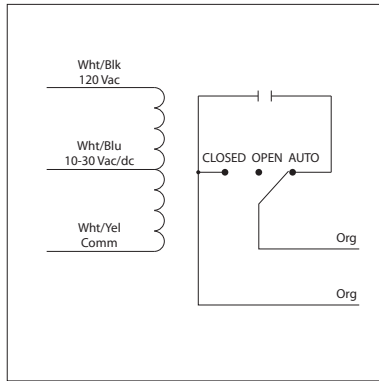 Wht/Blk
120 Vac
Wht/Blu
10-30 Vac/dc
CLOSED OPEN AUTO
Wht/Yel
Comm
Org
Org